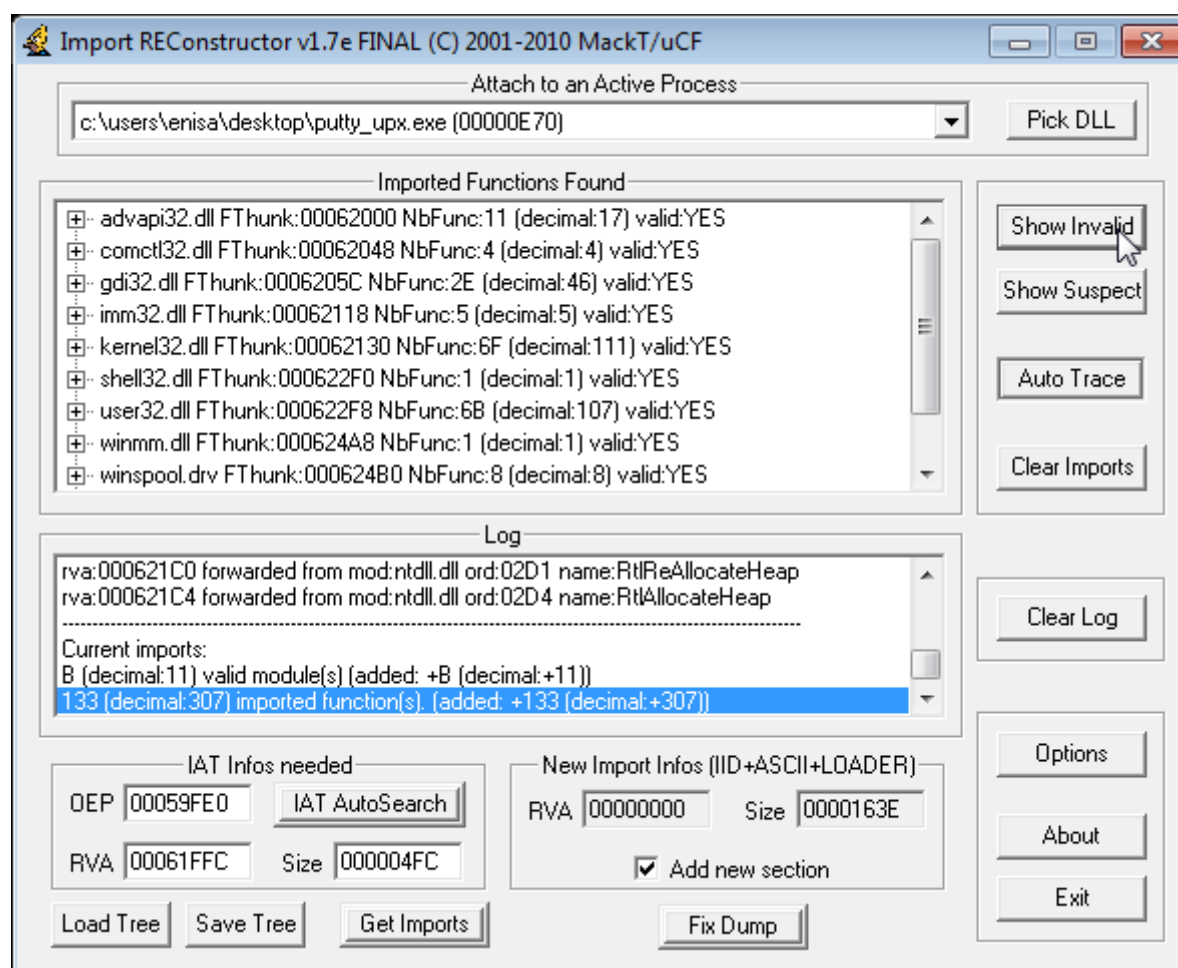 Import REConstructor v1.7e FINAL (C) 2001-2010 MackT/uCF
Attach to an Active Process
c:\users\enisa\desktop\putty_upx.exe (00000E70)
Pick DLL
Imported Functions Found
advapi32.dll FThunk:00062000 NbFunc:11 (decimal:17) valid:YES
comctl32.dll FThunk:00062048 NbFunc:4 (decimal:4) valid:YES
gdi32.dll FThunk:0006205C NbFunc:2E (decimal:46) valid:YES
imm32.dll FThunk:00062118 NbFunc:5 (decimal:5) valid:YES
kernel32.dll FThunk:00062130 NbFunc:6F (decimal:111) valid:YES
shell32.dll FThunk:000622F0 NbFunc:1 (decimal:1) valid:YES
user32.dll FThunk:000622F8 NbFunc:6B (decimal:107) valid:YES
winmm.dll FThunk:000624A8 NbFunc:1 (decimal:1) valid:YES
winspool.drv FThunk:000624B0 NbFunc:8 (decimal:8) valid:YES
Show Invalid
Show Suspect
Auto Trace
Clear Imports
Log
rva:000621C0 forwarded from mod:ntdll.dll ord:02D1 name:RtlReAllocateHeap
rva:000621C4 forwarded from mod:ntdll.dll ord:02D4 name:RtlAllocateHeap
---------------------------------------------------------------------------------------------------------------------------
Current imports:
B (decimal:11) valid module(s) (added: +B (decimal:+11))
133 (decimal:307) imported function(s). (added: +133 (decimal:+307))
Clear Log
IAT Infos needed
OEP 00059FE0 IAT AutoSearch
RVA 00061FFC Size 000004FC
New Import Infos (IID+ASCII+LOADER)
RVA 00000000 Size 0000163E
Add new section
Options
About
Exit
Load Tree Save Tree Get Imports Fix Dump